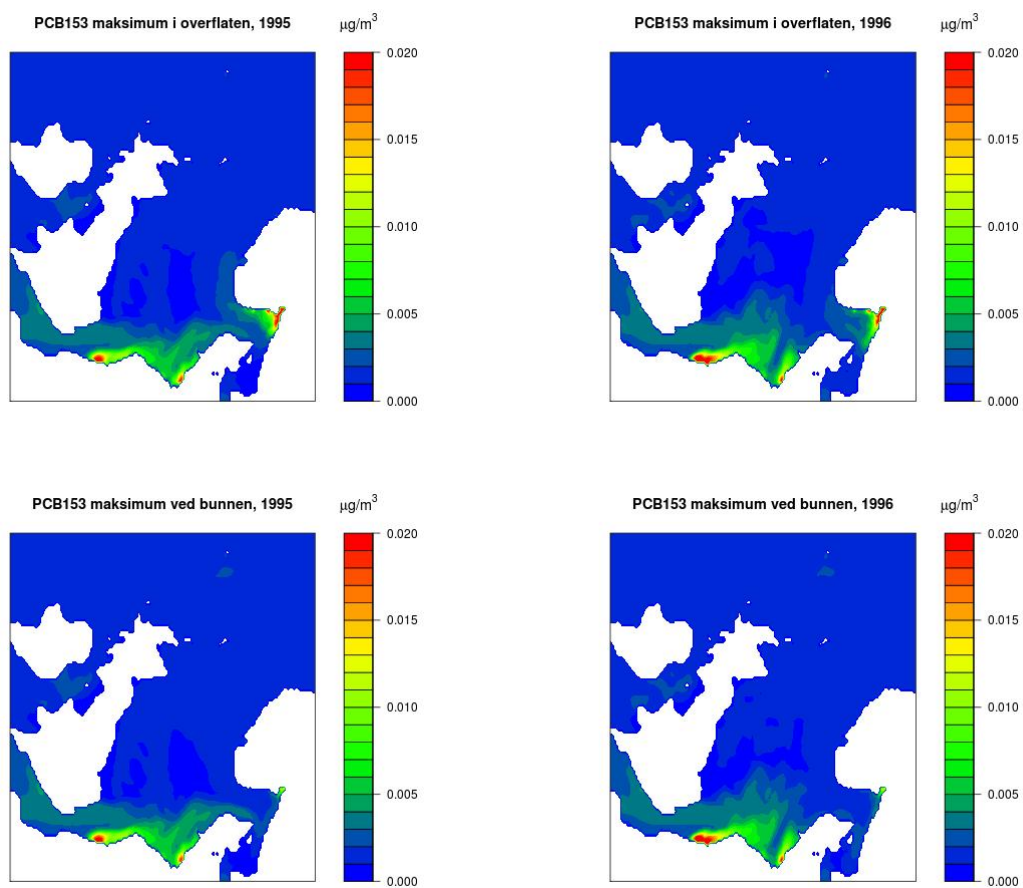 PCB153 maksimum i overflaten, 1995
µg/m³
0.020
0.015
0.010
0.005
0.000
PCB153 maksimum i overflaten, 1996
µg/m³
0.020
0.015
0.010
0.005
0.000
PCB153 maksimum ved bunnen, 1995
µg/m³
0.020
0.015
0.010
0.005
0.000
PCB153 maksimum ved bunnen, 1996
µg/m³
0.020
0.015
0.010
0.005
0.000